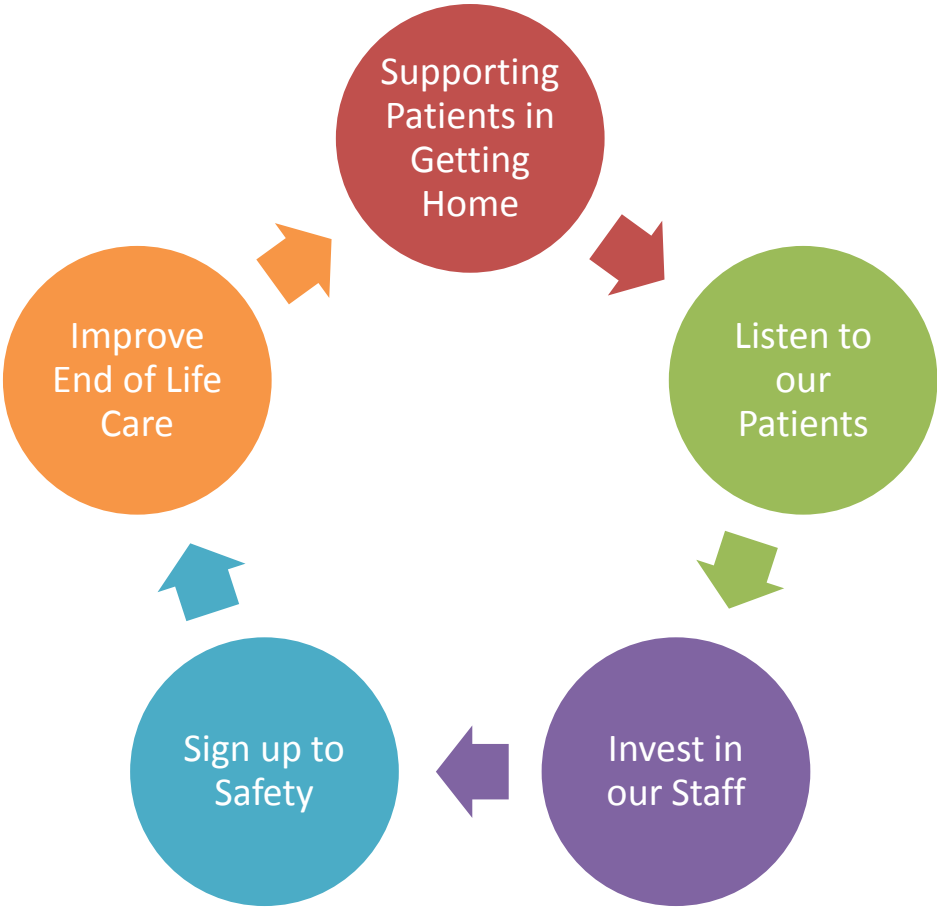 Supporting
Patients in
Getting
Home
Listen to
our
Patients
Invest in
our Staff
Sign up to
Safety
Improve
End of Life
Care